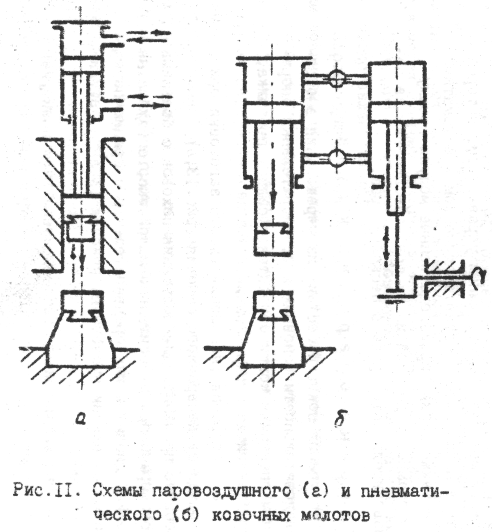 а
б
Рис.II. Схемы паровоздушного (а) и пневмати-
ческого (б) ковочных молотов